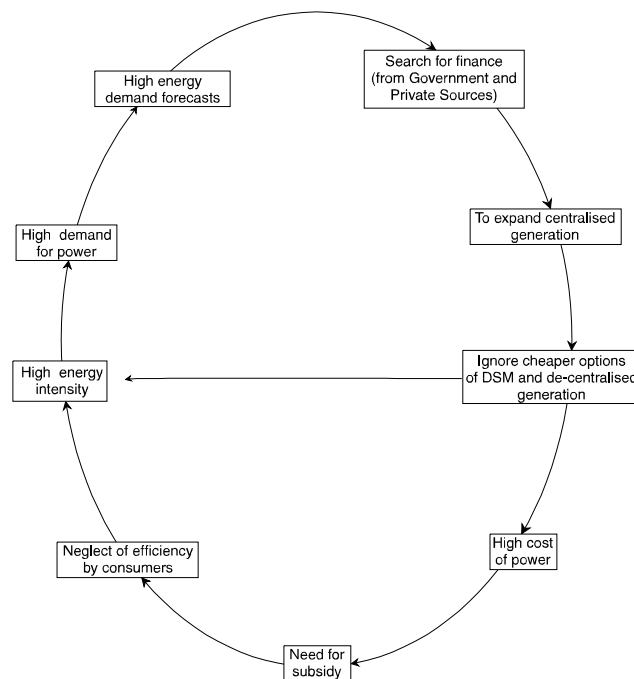 Search for finance
(from Government and
Private Sources)
High energy
demand forecasts
To expand centralised
generation
High demand
for power
Ignore cheaper options
of DSM and de-centralised
generation
High energy
intensity
High cost
of power
Neglect of efficiency
by consumers
Need for
subsidy